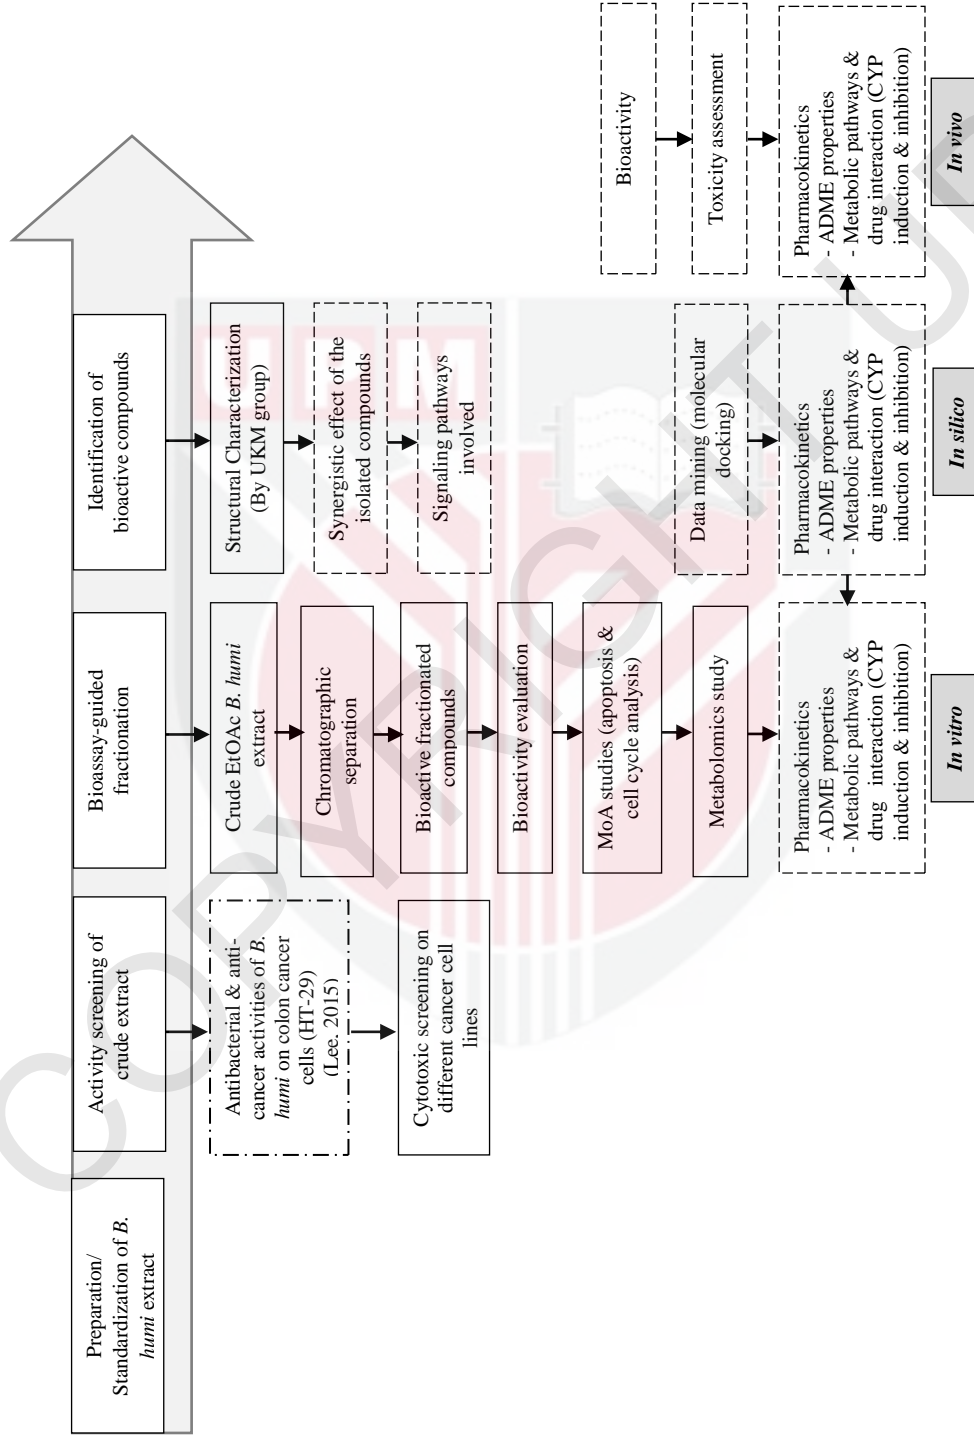 Preparation/
Standardization of B.
humi extract
Activity screening of
crude extract
Antibacterial & anti-
cancer activities of B.
humi on colon cancer
cells (HT-29)
(Lee. 2015)
Cytotoxic screening on
different cancer cell
lines
Bioassay-guided
fractionation
Crude EtOAc B. humi
extract
Chromatographic
separation
Bioactive fractionated
compounds
Bioactivity evaluation
MoA studies (apoptosis &
cell cycle analysis)
Metabolomics study
Pharmacokinetics
- ADME properties
- Metabolic pathways &
drug interaction (CYP
induction & inhibition)
In vitro
Identification of
bioactive compounds
Structural Characterization
(By UKM group)
Synergistic effect of the
isolated compounds
Signaling pathways
involved
Data mining (molecular
docking)
Pharmacokinetics
- ADME properties
- Metabolic pathways &
drug interaction (CYP
induction & inhibition)
In silico
Bioactivity
Toxicity assessment
Pharmacokinetics
- ADME properties
- Metabolic pathways &
drug interaction (CYP
induction & inhibition)
In vivo
UPM
COPYRIGHT UPM